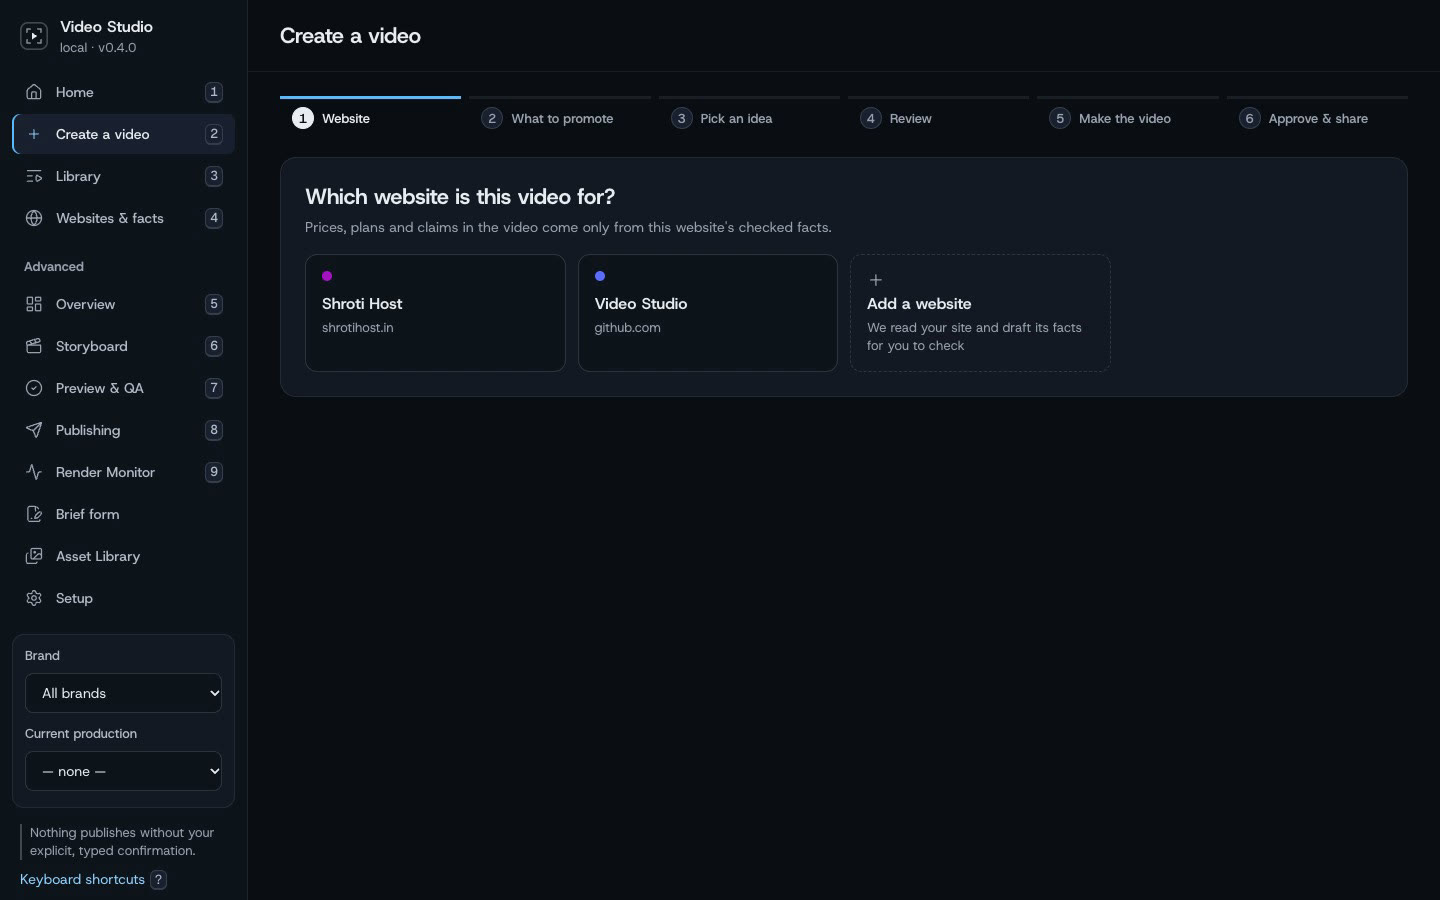 Video Studio
local · v0.4.0
Home 1
Create a video 2
Library 3
Websites & facts 4
Advanced
Overview 5
Storyboard 6
Preview & QA 7
Publishing 8
Render Monitor 9
Brief form
Asset Library
Setup
Brand
All brands
Current production
— none —
Nothing publishes without your
explicit, typed confirmation.
Keyboard shortcuts ?
Create a video
1 Website
2 What to promote
3 Pick an idea
4 Review
5 Make the video
6 Approve & share
Which website is this video for?
Prices, plans and claims in the video come only from this website's checked facts.
Shroti Host
shrotihost.in
Video Studio
github.com
Add a website
We read your site and draft its facts
for you to check